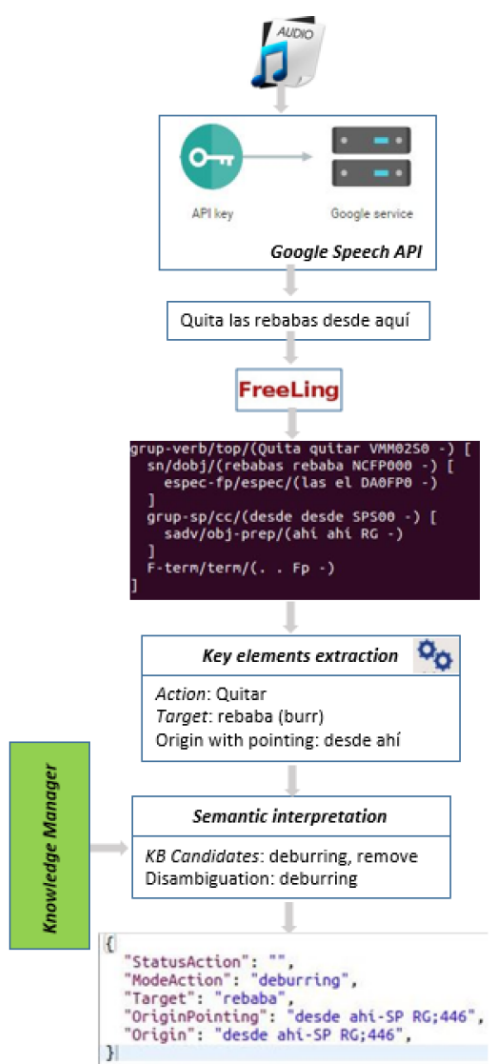 AUDIO
API key
Google service
Google Speech API
Quita las rebabas desde aquí
FreeLing
grup-verb/top/(Quita quitar VMM02S0 -) [
sn/dobj/(rebabas rebaba NCFP000 -) [
espec-fp/espec/(las el DA0FP0 -)
]
grup-sp/cc/(desde desde SPS00 -) [
sadv/obj-prep/(ahí ahí RG -)
]
F-term/term/(. . Fp -)
]
Key elements extraction
Action: Quitar
Target: rebaba (burr)
Origin with pointing: desde ahí
Knowledge Manager
Semantic interpretation
KB Candidates: deburring, remove
Disambiguation: deburring
{
"StatusAction": "",
"ModeAction": "deburring",
"Target": "rebaba",
"OriginPointing": "desde ahí-SP RG;446",
"Origin": "desde ahí-SP RG;446",
}